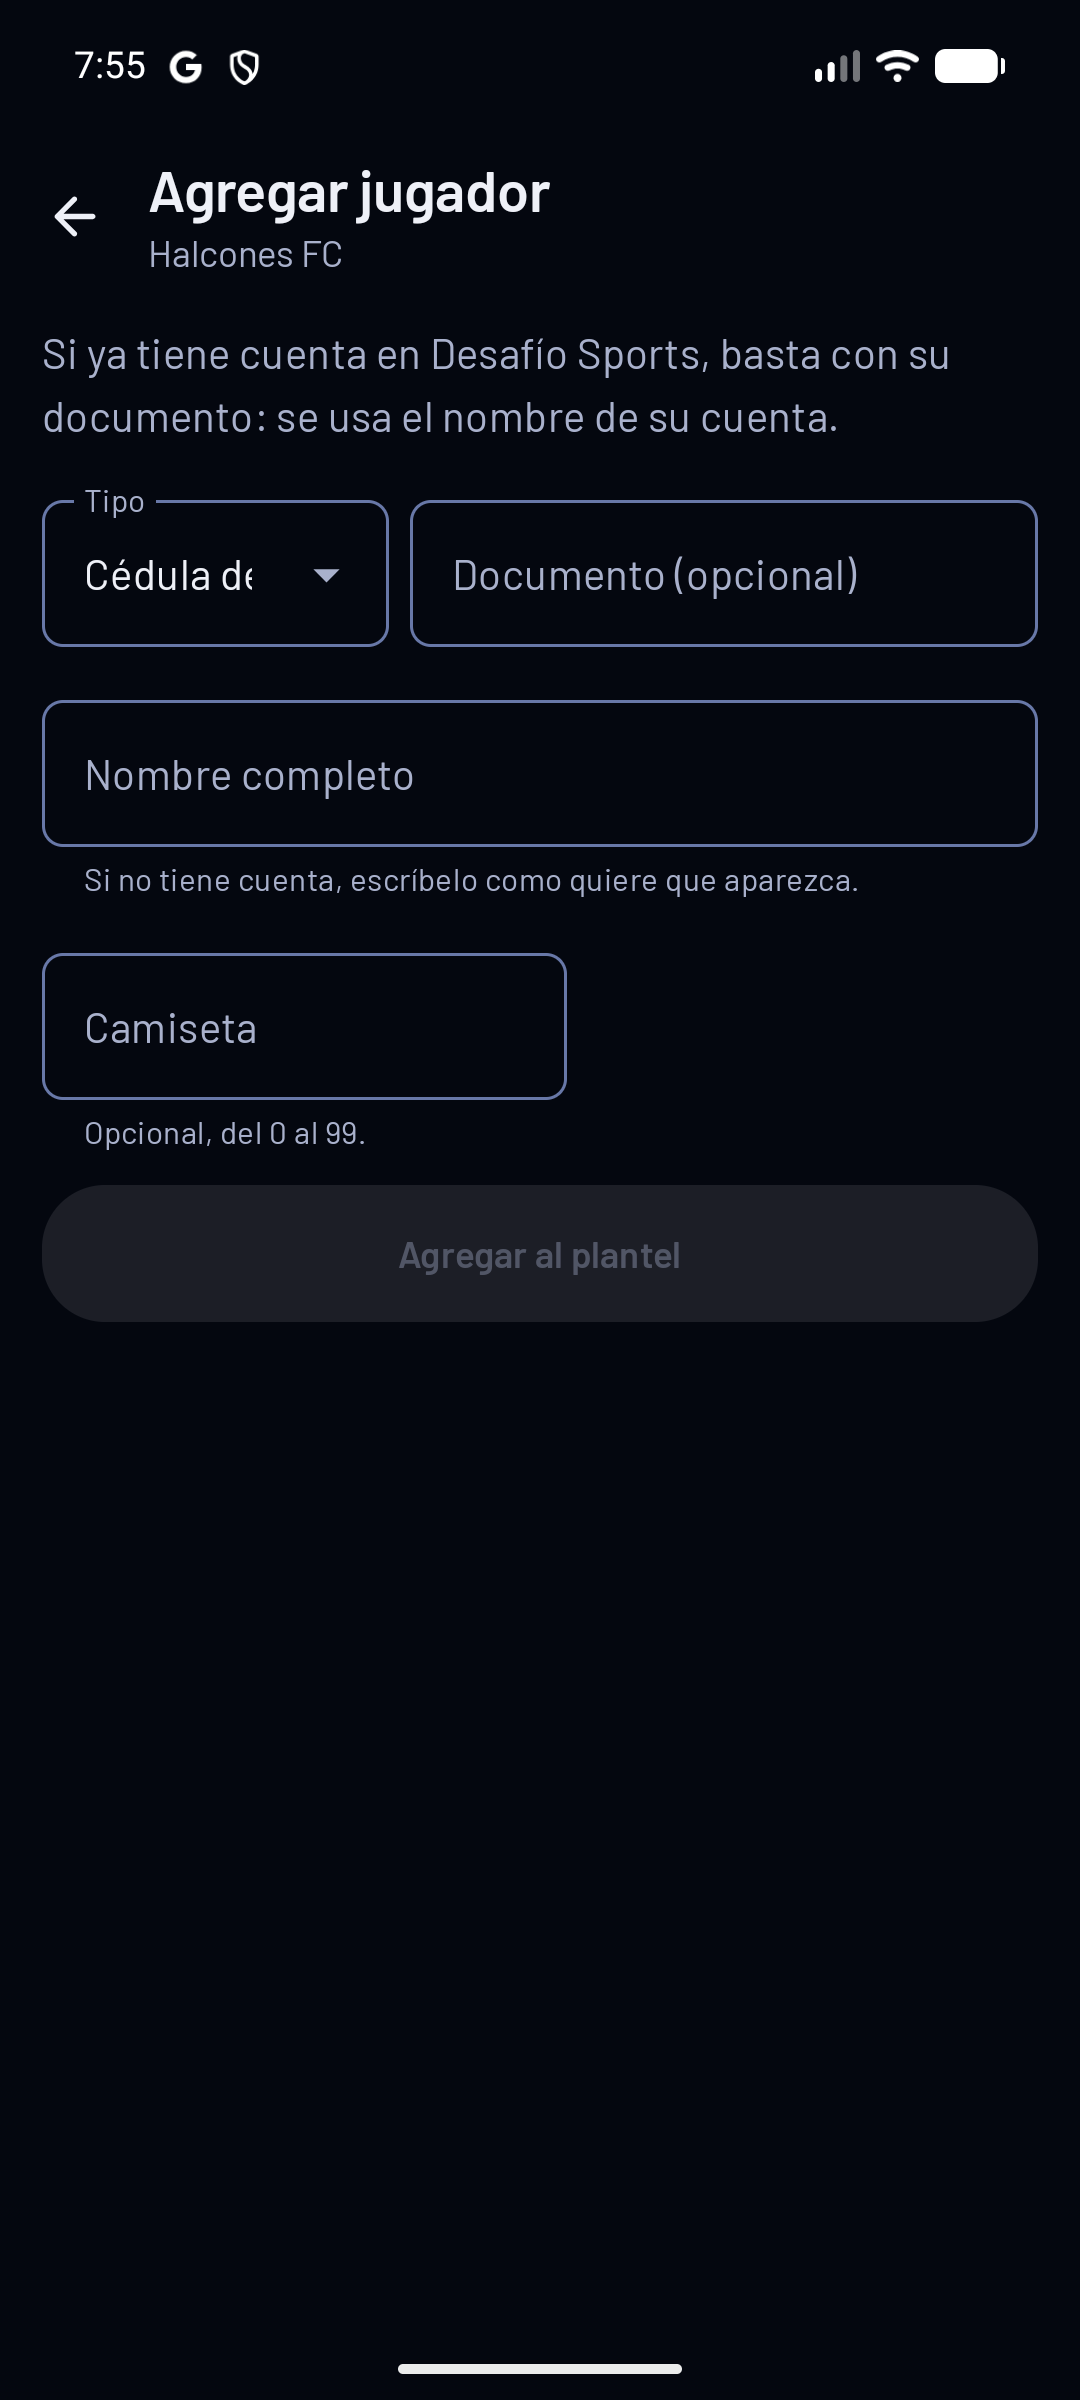 7:55
Agregar jugador
Halcones FC
Si ya tiene cuenta en Desafío Sports, basta con su
documento: se usa el nombre de su cuenta.
Tipo
Cédula de
Documento (opcional)
Nombre completo
Si no tiene cuenta, escríbelo como quiere que aparezca.
Camiseta
Opcional, del 0 al 99.
Agregar al plantel